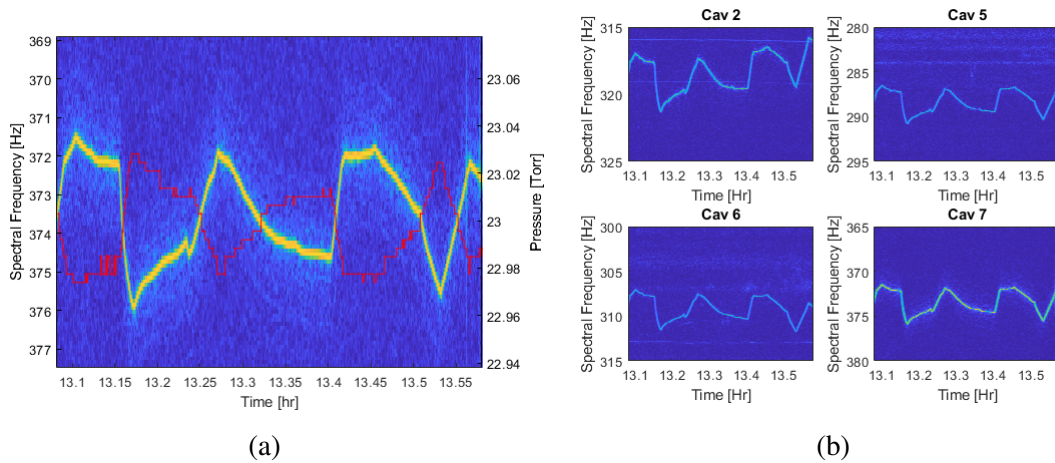 369
370
371
372
373
374
375
376
377
Spectral Frequency [Hz]
23.06
23.04
23.02
23
22.98
22.96
22.94
Pressure [Torr]
13.1 13.15 13.2 13.25 13.3 13.35 13.4 13.45 13.5 13.55
Time [hr]
(a)
Cav 2
315
320
325
Spectral Frequency [Hz]
13.1 13.2 13.3 13.4 13.5
Time [Hr]
Cav 5
280
285
290
295
Spectral Frequency [Hz]
13.1 13.2 13.3 13.4 13.5
Time [Hr]
Cav 6
300
305
310
315
Spectral Frequency [Hz]
13.1 13.2 13.3 13.4 13.5
Time [Hr]
Cav 7
365
370
375
380
Spectral Frequency [Hz]
13.1 13.2 13.3 13.4 13.5
Time [Hr]
(b)